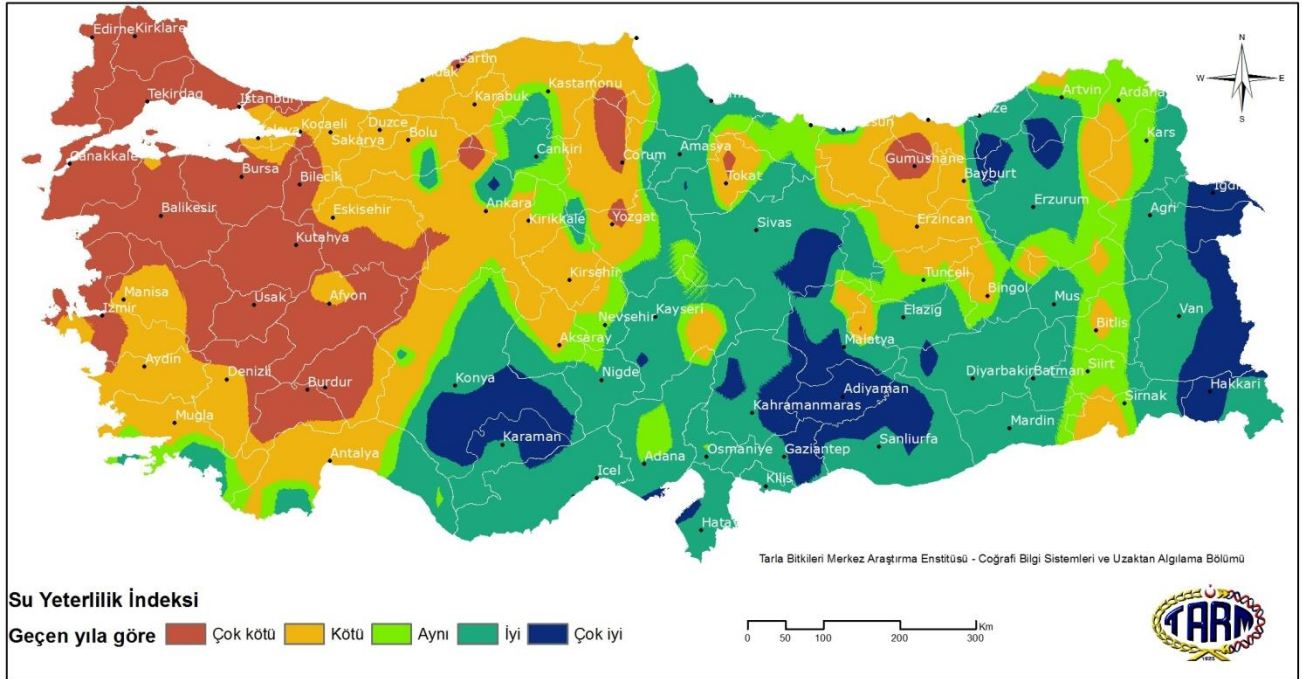 Edirne Kirklare
Bartin
Kastamonu
Tekirdag
Istanbul
Karabuk
Artvin
Ardaha
Kocaeli
Duzce
Sakarya
Bolu
Kars
Canakkale
Bursa
Bilecik
Cankiri
Corum
Amasya
Tokat
Gumushane
Bayburt
Igdir
Balikesir
Eskisehir
Ankara
Kirikkale
Yozgat
Sivas
Erzincan
Erzurum
Agri
Kutahya
Kirsehir
Tunceli
Bingol
Mus
Manisa
Usak
Afyon
Izmir
Nevsehir
Kayseri
Elazig
Bitlis
Van
Aksaray
Malatya
Aydin
Denizli
Burdur
Konya
Nigde
Adiyaman
Diyarbakir
Batman
Siirt
Hakkari
Mugla
Karaman
Kahramanmaras
Mardin
Sirnak
Antalya
Icel
Adana
Osmaniye
Gaziantep
Sanliurfa
Kilis
Hatay
N
W
E
S
Tarla Bitkileri Merkez Araştırma Enstitüsü - Coğrafi Bilgi Sistemleri ve Uzaktan Algılama Bölümü
Su Yeterlilik İndeksi
Geçen yıla göre Çok kötü Kötü Aynı İyi Çok iyi
0 50 100 200 300 Km
TARM